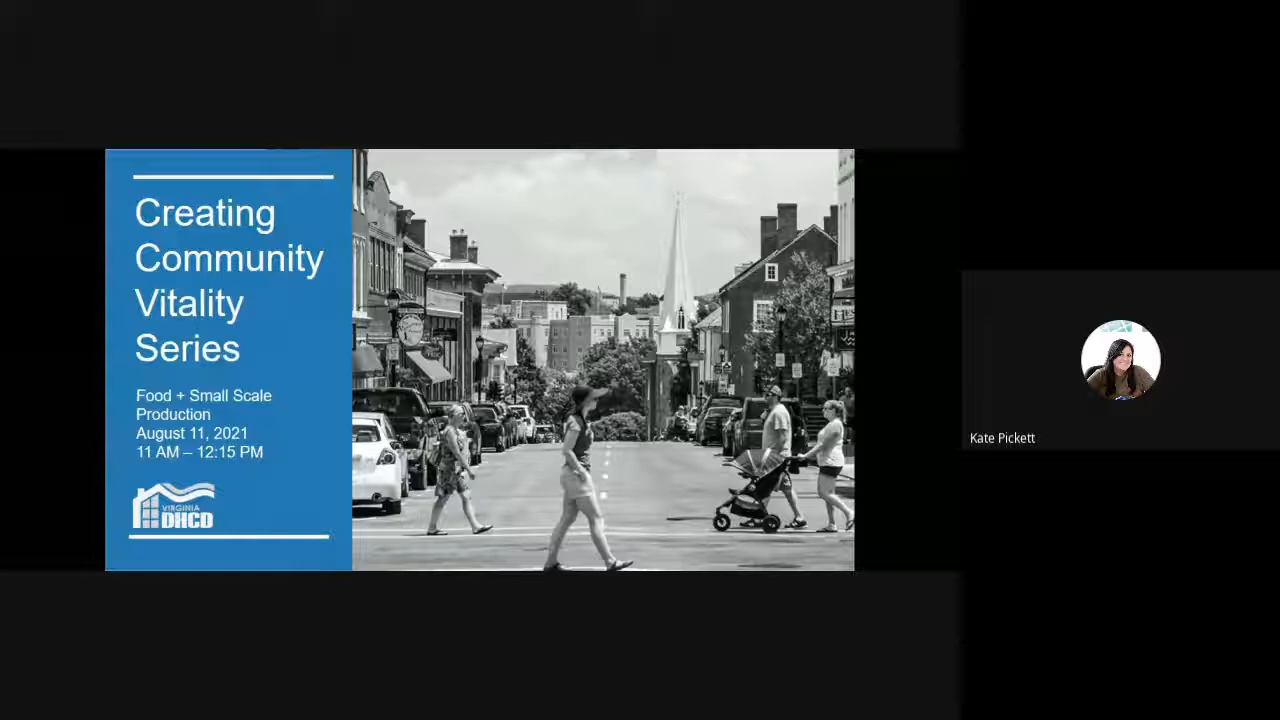 Creating
Community
Vitality
Series
Food + Small Scale
Production
August 11, 2021
11 AM – 12:15 PM
VIRGINIA
DHCD
Kate Pickett